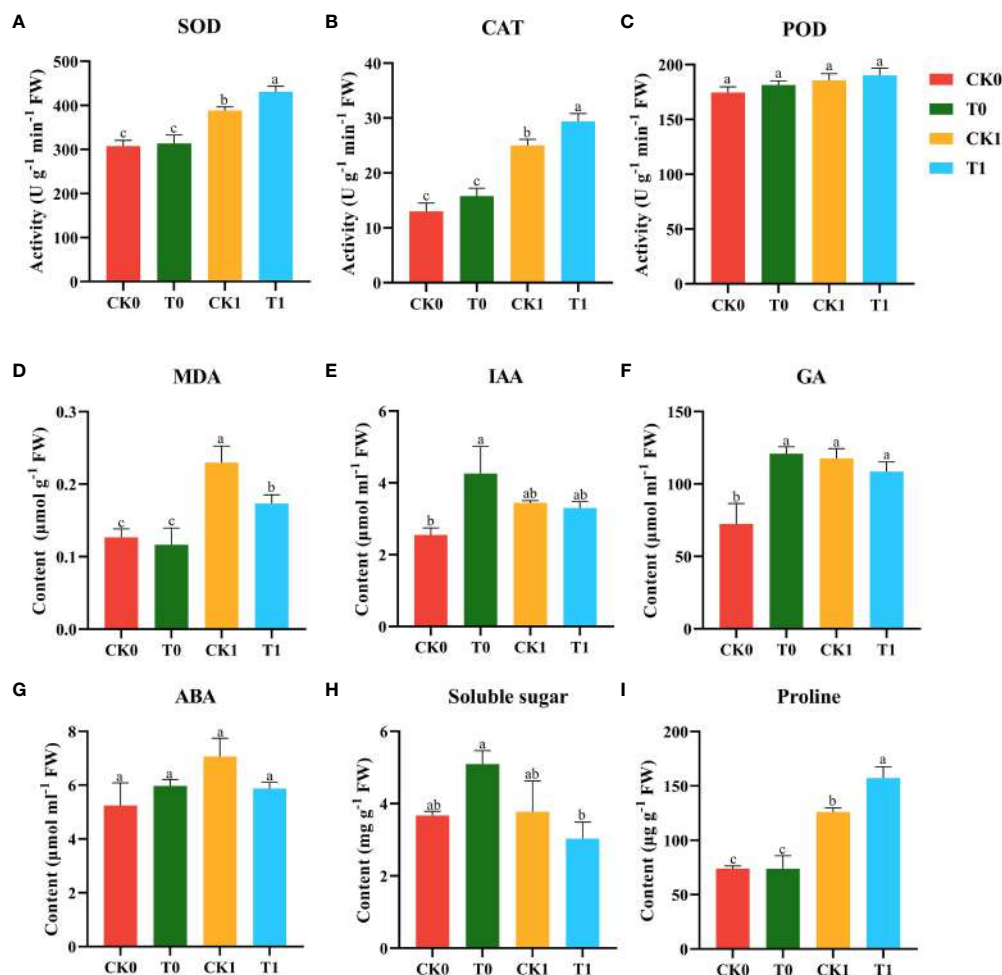 A
SOD
Activity (U g⁻¹ min⁻¹ FW)
500
400
300
200
100
0
c
c
b
a
CK0
T0
CK1
T1
B
CAT
Activity (U g⁻¹ min⁻¹ FW)
40
30
20
10
0
c
c
b
a
CK0
T0
CK1
T1
C
POD
Activity (U g⁻¹ min⁻¹ FW)
200
150
100
50
0
a
a
a
a
CK0
T0
CK1
T1
CK0
T0
CK1
T1
D
MDA
Content (μmol g⁻¹ FW)
0.3
0.2
0.1
0.0
c
c
a
b
CK0
T0
CK1
T1
E
IAA
Content (μmol ml⁻¹ FW)
6
4
2
0
b
a
ab
ab
CK0
T0
CK1
T1
F
GA
Content (μmol ml⁻¹ FW)
150
100
50
0
b
a
a
a
CK0
T0
CK1
T1
G
ABA
Content (μmol ml⁻¹ FW)
8
6
4
2
0
a
a
a
a
CK0
T0
CK1
T1
H
Soluble sugar
Content (mg g⁻¹ FW)
6
4
2
0
ab
a
ab
b
CK0
T0
CK1
T1
I
Proline
Content (μg g⁻¹ FW)
200
150
100
50
0
c
c
b
a
CK0
T0
CK1
T1